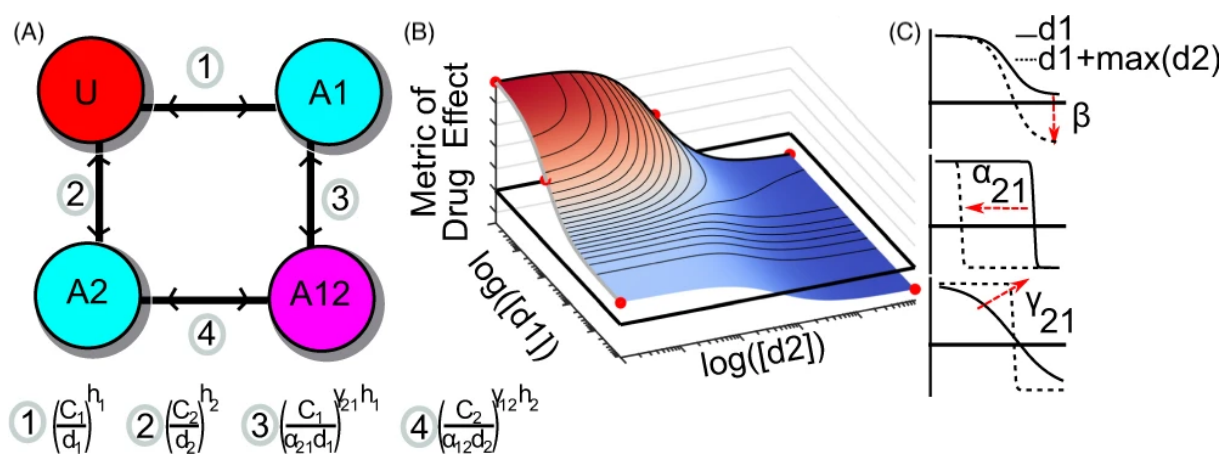 (A)
U
1
A1
2
3
A2
4
A12
1 (C₁/d₁)^h₁
2 (C₂/d₂)^h₂
3 (C₁/α₂₁d₁)^γ₂₁h₁
4 (C₂/α₁₂d₂)^γ₁₂h₂
(B)
Metric of
Drug Effect
log([d1])
log([d2])
(C)
d1
d1+max(d2)
β
α₂₁
γ₂₁